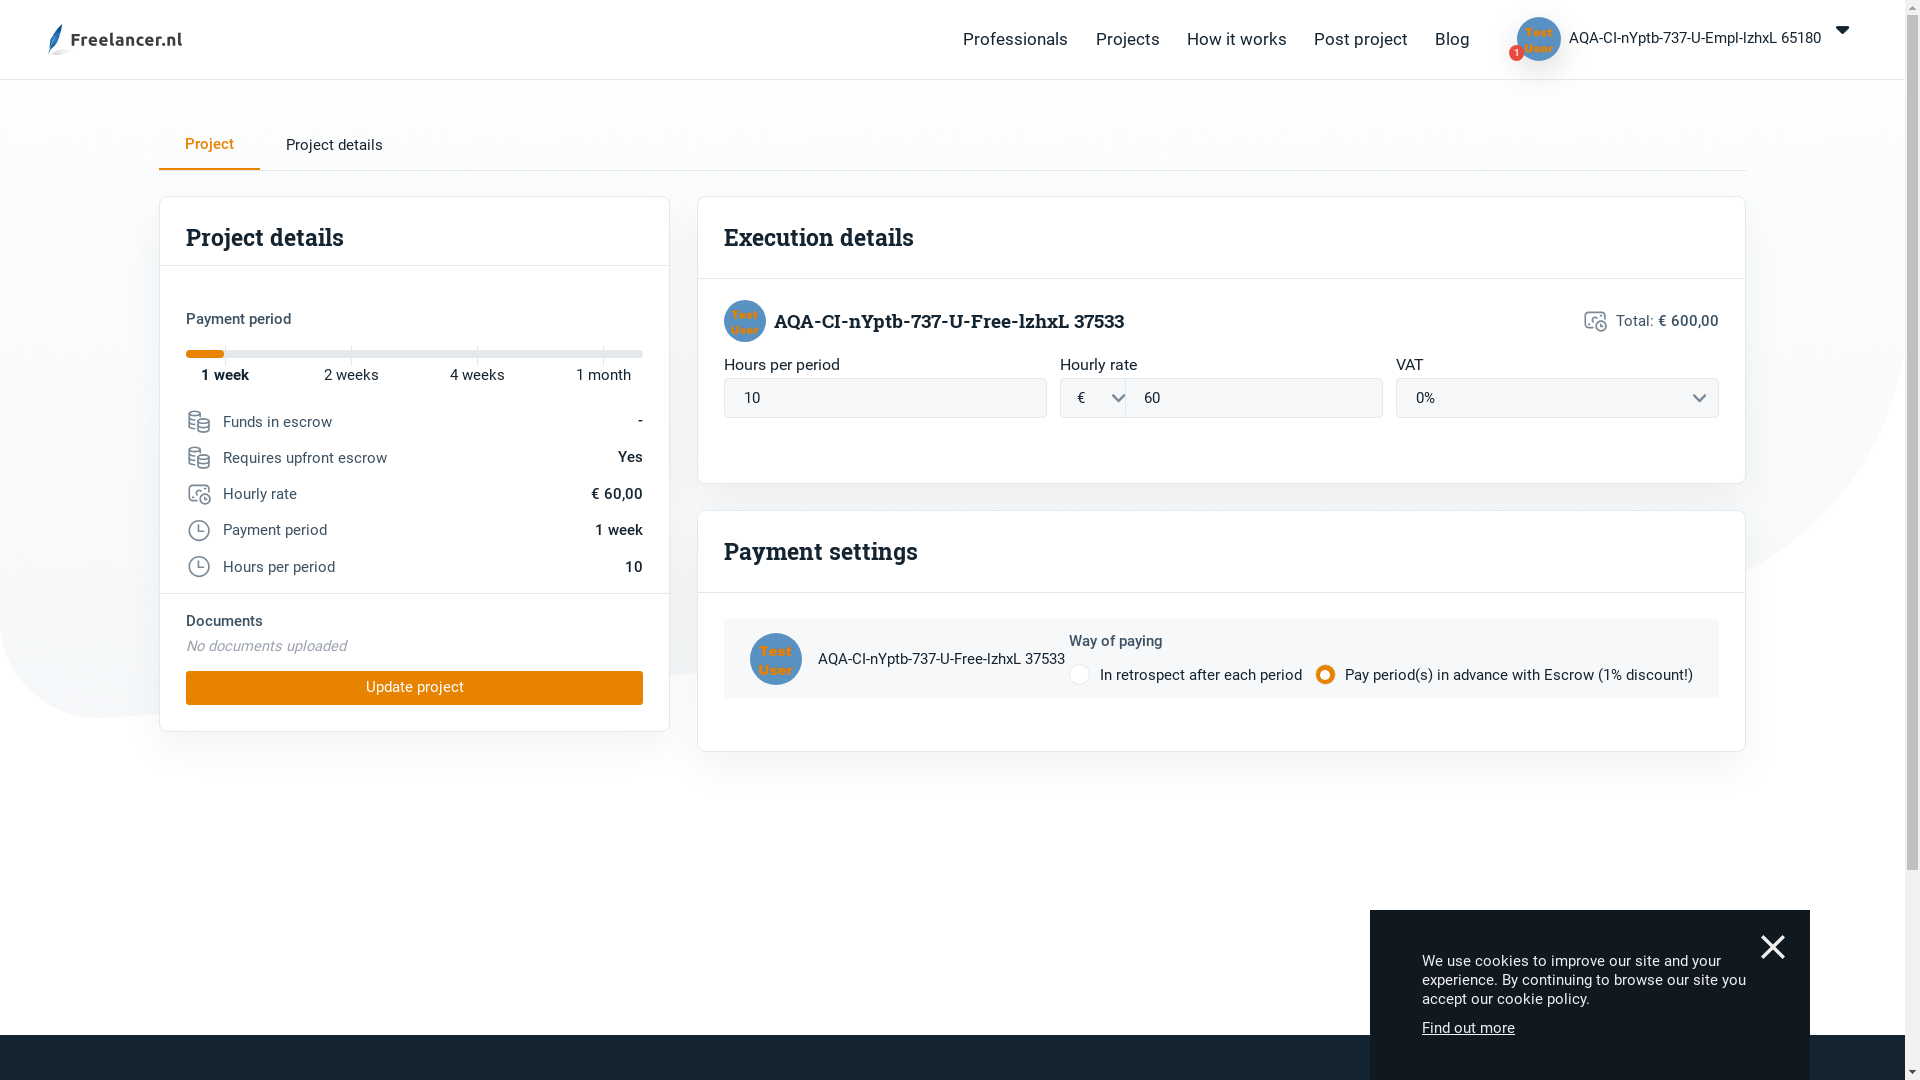 Freelancer.nl
Professionals
Projects
How it works
Post project
Blog
Test
User
1
AQA-CI-nYptb-737-U-Empl-lzhxL 65180
Project
Project details
Project details
Payment period
1 week
2 weeks
4 weeks
1 month
Funds in escrow
-
Requires upfront escrow
Yes
Hourly rate
€ 60,00
Payment period
1 week
Hours per period
10
Documents
No documents uploaded
Update project
Execution details
Test
User
AQA-CI-nYptb-737-U-Free-lzhxL 37533
Total: € 600,00
Hours per period
Hourly rate
VAT
10
€
60
0%
Payment settings
Test
User
AQA-CI-nYptb-737-U-Free-lzhxL 37533
Way of paying
In retrospect after each period
Pay period(s) in advance with Escrow (1% discount!)
We use cookies to improve our site and your
experience. By continuing to browse our site you
accept our cookie policy.
Find out more